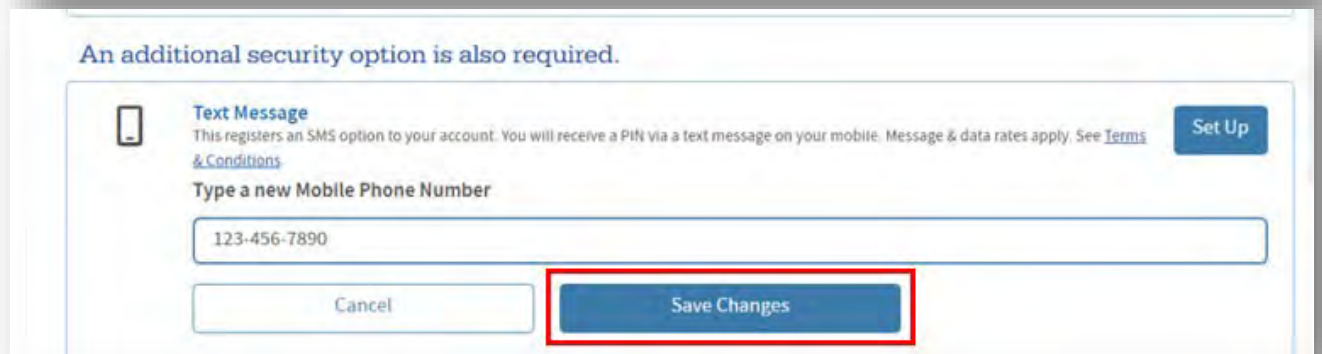 An additional security option is also required.
Text Message
Set Up
This registers an SMS option to your account. You will receive a PIN via a text message on your mobile. Message & data rates apply. See Terms
& Conditions
Type a new Mobile Phone Number
123-456-7890
Cancel
Save Changes